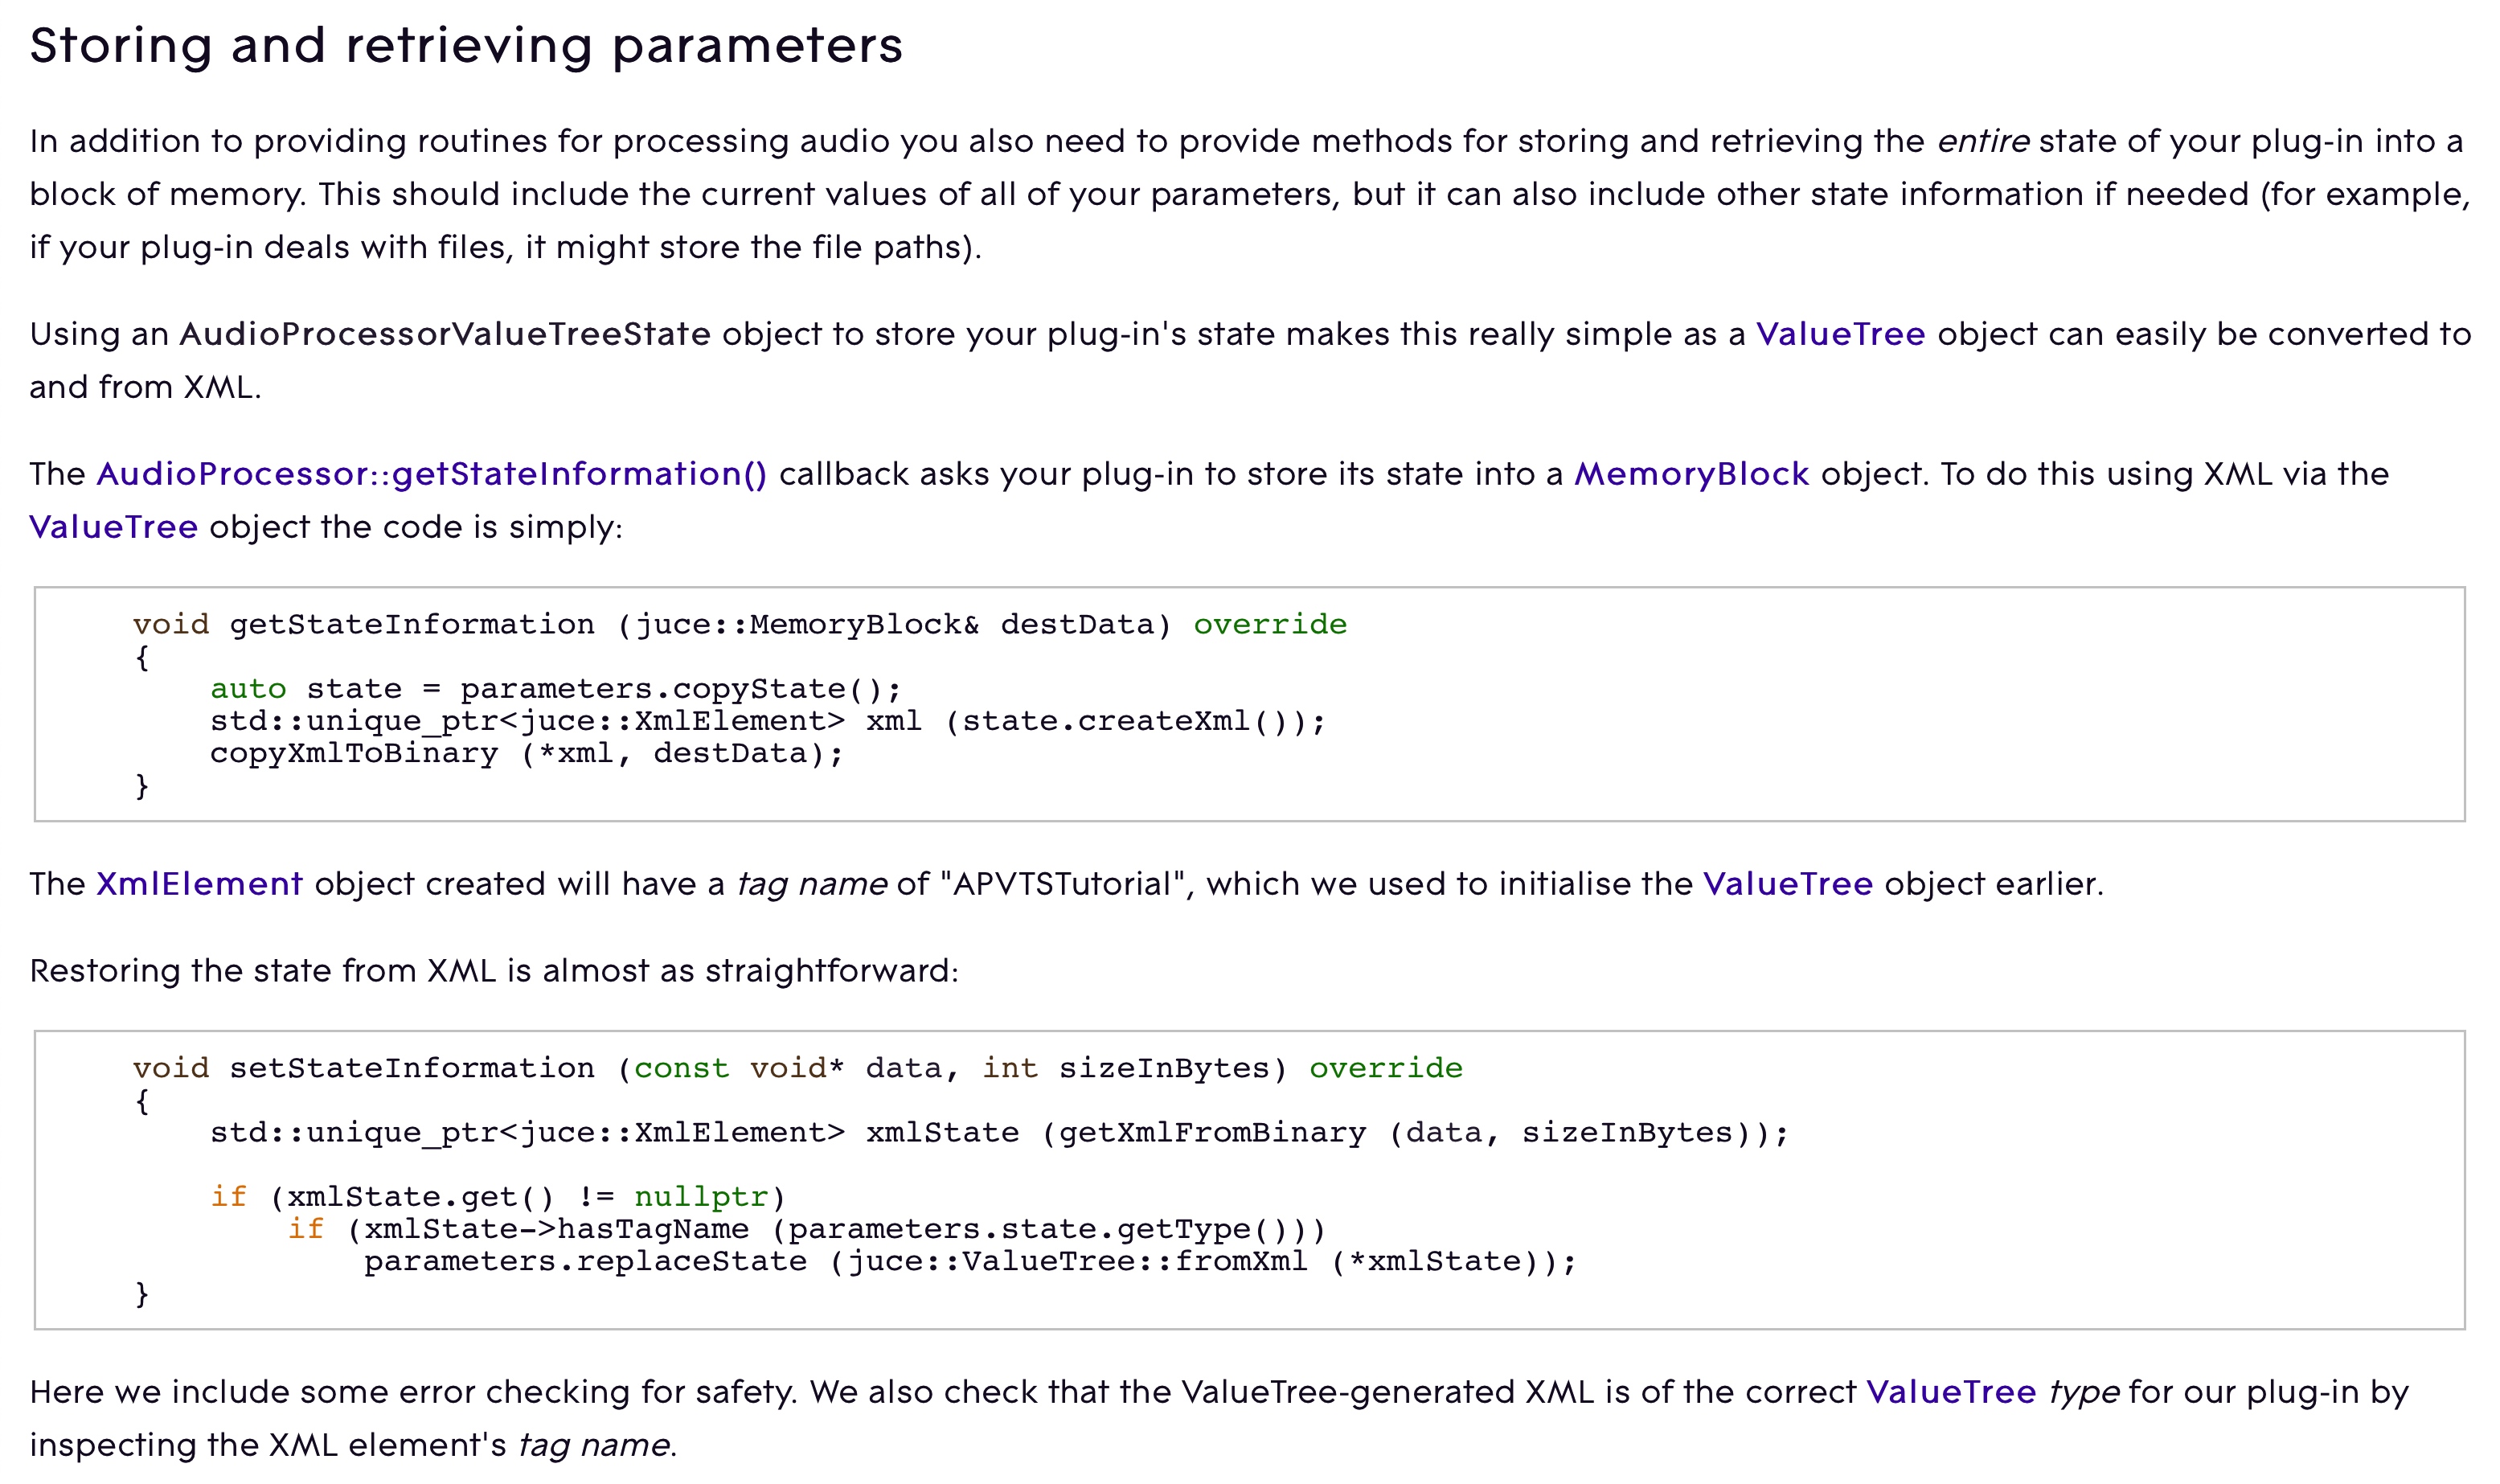 Storing and retrieving parameters
In addition to providing routines for processing audio you also need to provide methods for storing and retrieving the entire state of your plug-in into a
block of memory. This should include the current values of all of your parameters, but it can also include other state information if needed (for example,
if your plug-in deals with files, it might store the file paths).
Using an AudioProcessorValueTreeState object to store your plug-in's state makes this really simple as a ValueTree object can easily be converted to
and from XML.
The AudioProcessor::getStateInformation() callback asks your plug-in to store its state into a MemoryBlock object. To do this using XML via the
ValueTree object the code is simply:
void getStateInformation (juce::MemoryBlock& destData) override
{
    auto state = parameters.copyState();
    std::unique_ptr<juce::XmlElement> xml (state.createXml());
    copyXmlToBinary (*xml, destData);
}
The XmlElement object created will have a tag name of "APVTSTutorial", which we used to initialise the ValueTree object earlier.
Restoring the state from XML is almost as straightforward:
void setStateInformation (const void* data, int sizeInBytes) override
{
    std::unique_ptr<juce::XmlElement> xmlState (getXmlFromBinary (data, sizeInBytes));
    if (xmlState.get() != nullptr)
        if (xmlState->hasTagName (parameters.state.getType()))
            parameters.replaceState (juce::ValueTree::fromXml (*xmlState));
}
Here we include some error checking for safety. We also check that the ValueTree-generated XML is of the correct ValueTree type for our plug-in by
inspecting the XML element's tag name.